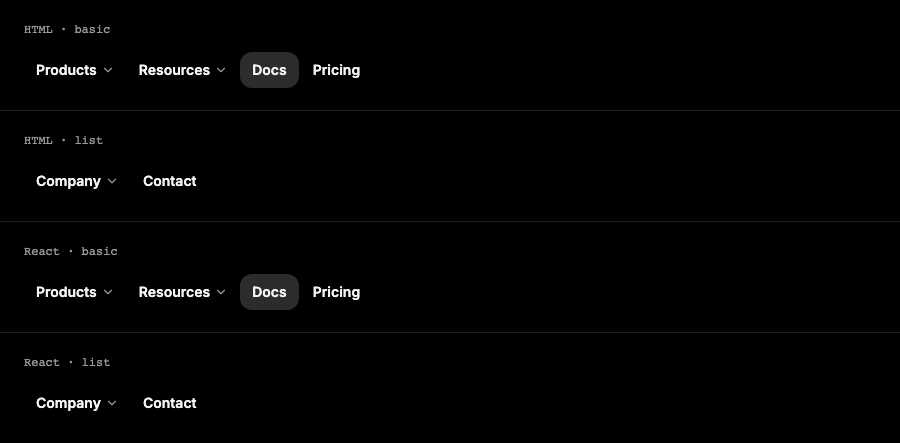 HTML · basic
Products Resources Docs Pricing
HTML · list
Company Contact
React · basic
Products Resources Docs Pricing
React · list
Company Contact